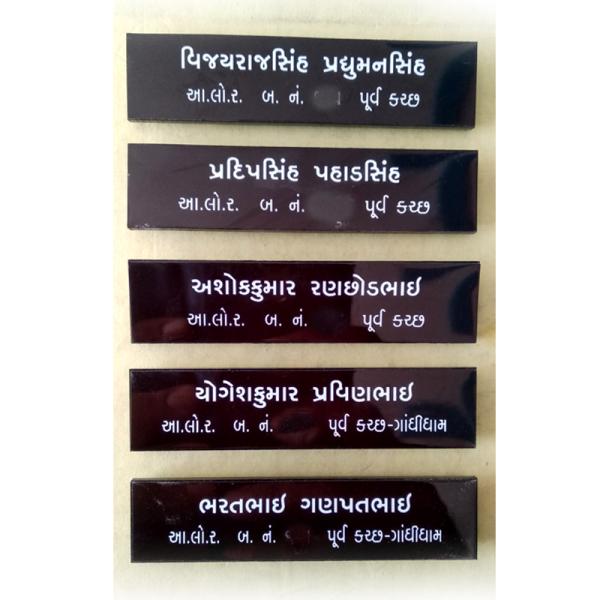 વિજયરાજસિંહ પ્રદ્યુમનસિંહ
આ.લો.ર. બ. નં. પૂર્વ કચ્છ
પ્રદિપસિંહ પહાડસિંહ
આ.લો.ર. બ. નં. પૂર્વ કચ્છ
અશોકકુમાર રણછોડભાઇ
આ.લો.ર. બ. નં. પૂર્વ કચ્છ
યોગેશકુમાર પ્રવિણભાઇ
આ.લો.ર. બ. નં. પૂર્વ કચ્છ-ગાંધીધામ
ભરતભાઇ ગણપતભાઇ
આ.લો.ર. બ. નં. પૂર્વ કચ્છ-ગાંધીધામ